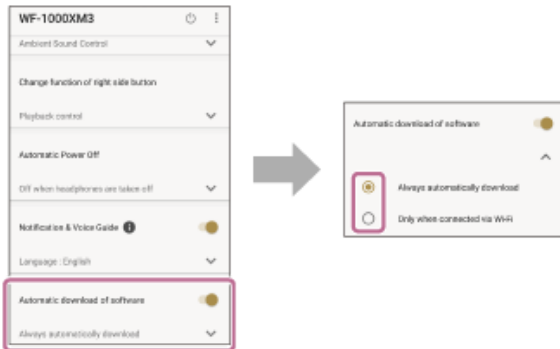 WF-1000XM3
Ambient Sound Control
Change function of right side button
Playback control
Automatic Power Off
Off when headphones are taken off
Notification & Voice Guide
Language : English
Automatic download of software
Always automatically download
Automatic download of software
Always automatically download
Only when connected via Wi-Fi